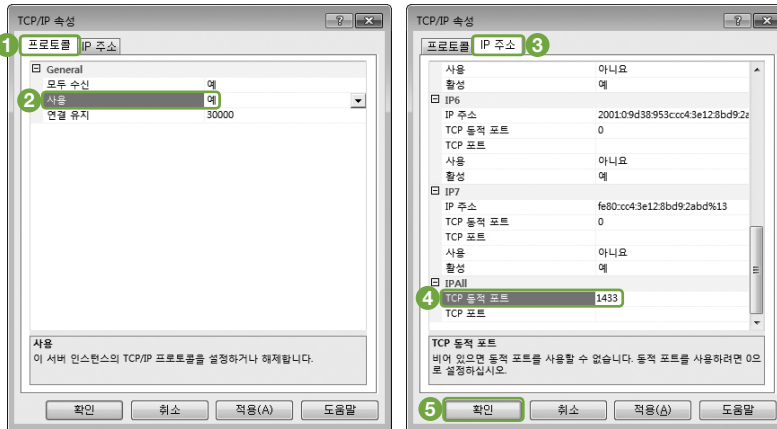 TCP/IP 속성
1 프로토콜 IP 주소
General
모두 수신 예
2 사용 예
연결 유지 30000
사용
이 서버 인스턴스의 TCP/IP 프로토콜을 설정하거나 해제합니다.
확인 취소 적용(A) 도움말
TCP/IP 속성
프로토콜 IP 주소 3
사용 아니요
활성 예
IP6
IP 주소 2001:0:9d38:953c:cc4:3e12:8bd9:2a
TCP 동적 포트 0
TCP 포트
사용 아니요
활성 예
IP7
IP 주소 fe80::cc4:3e12:8bd9:2abd%13
TCP 동적 포트 0
TCP 포트
사용 아니요
활성 예
IPAll
4 TCP 동적 포트 1433
TCP 포트
TCP 동적 포트
비어 있으면 동적 포트를 사용할 수 없습니다. 동적 포트를 사용하려면 0으
로 설정하십시오.
5 확인 취소 적용(A) 도움말